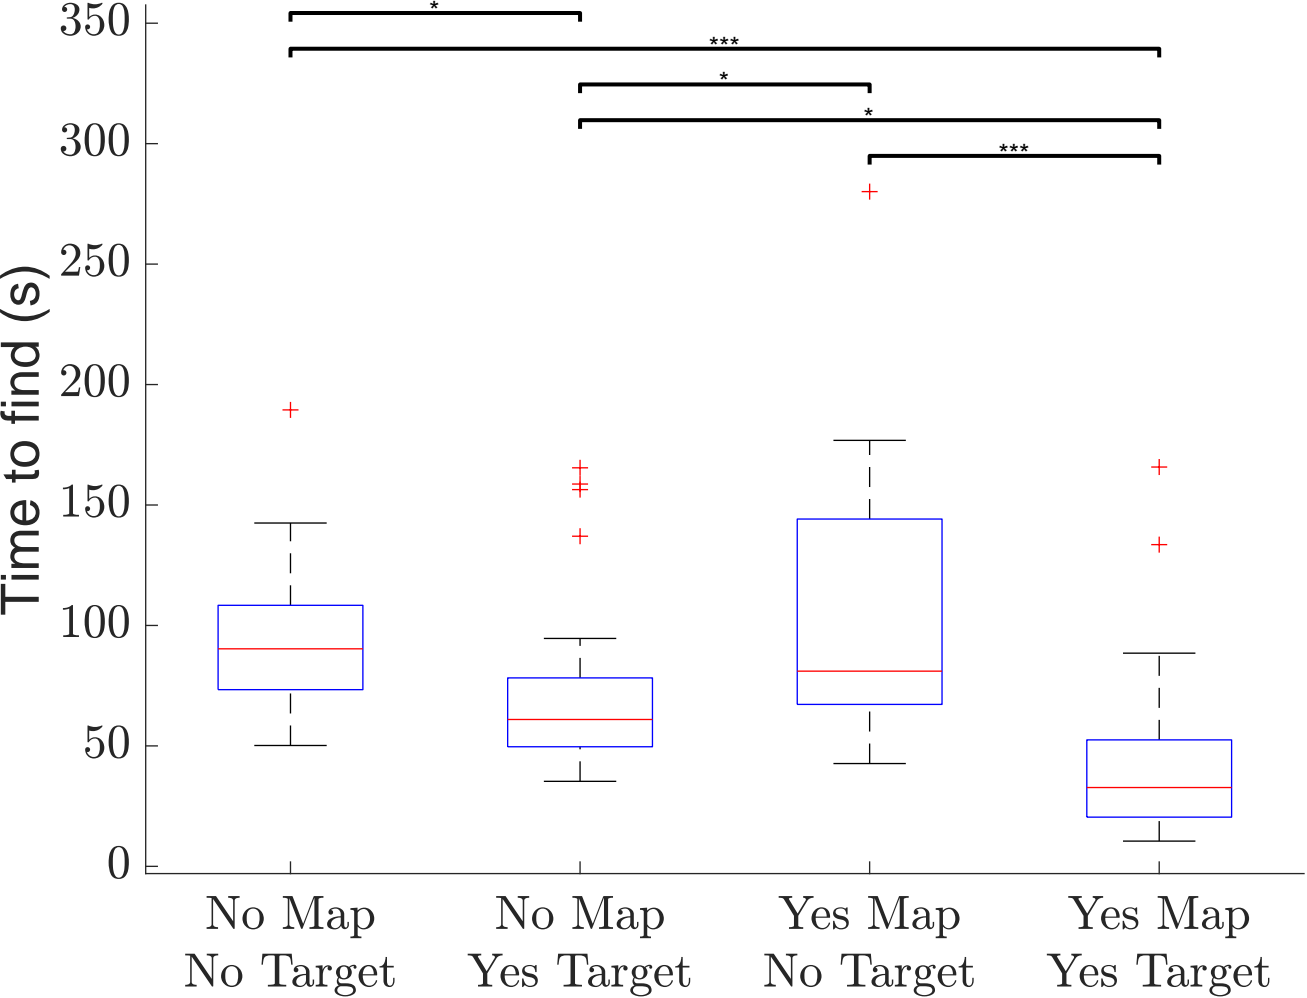 Time to find (s)
350
300
250
200
150
100
50
0
*
***
*
*
***
No Map
No Target
No Map
Yes Target
Yes Map
No Target
Yes Map
Yes Target